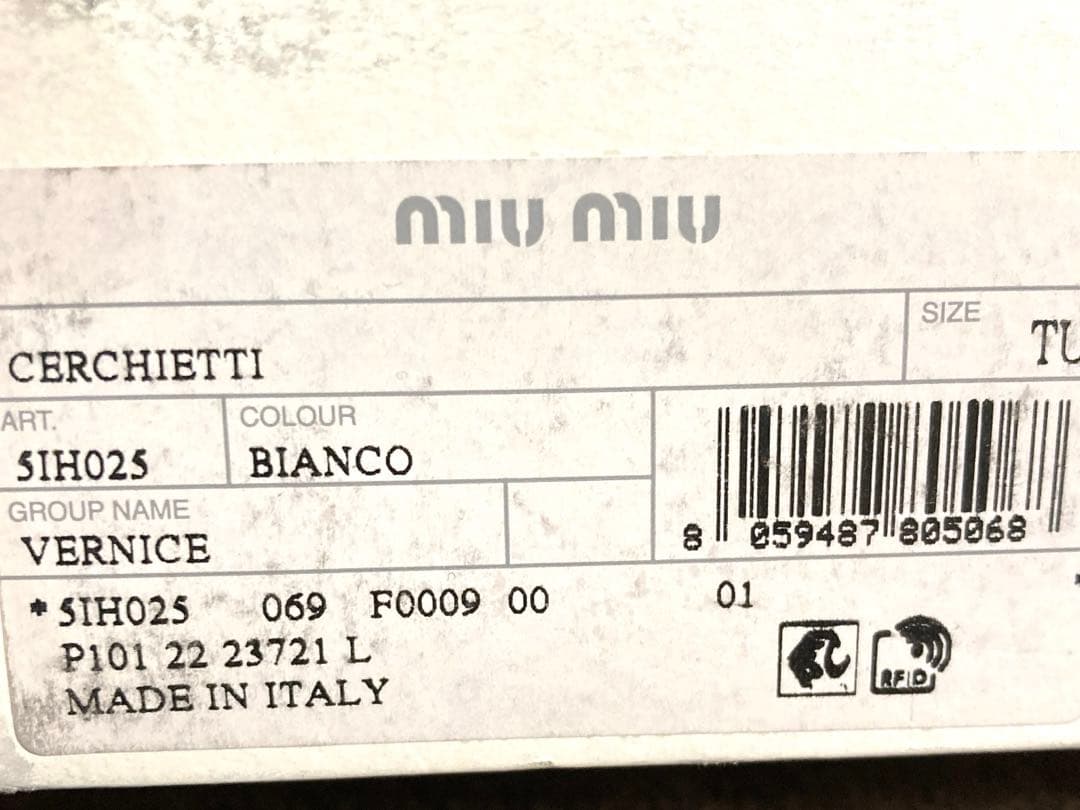 miu miu
CERCHIETTI
SIZE
TU
ART.
5IH025
COLOUR
BIANCO
GROUP NAME
VERNICE
8 059487 805068
*5IH025 069 F0009 00 01
P101 22 23721 L
MADE IN ITALY
RFID